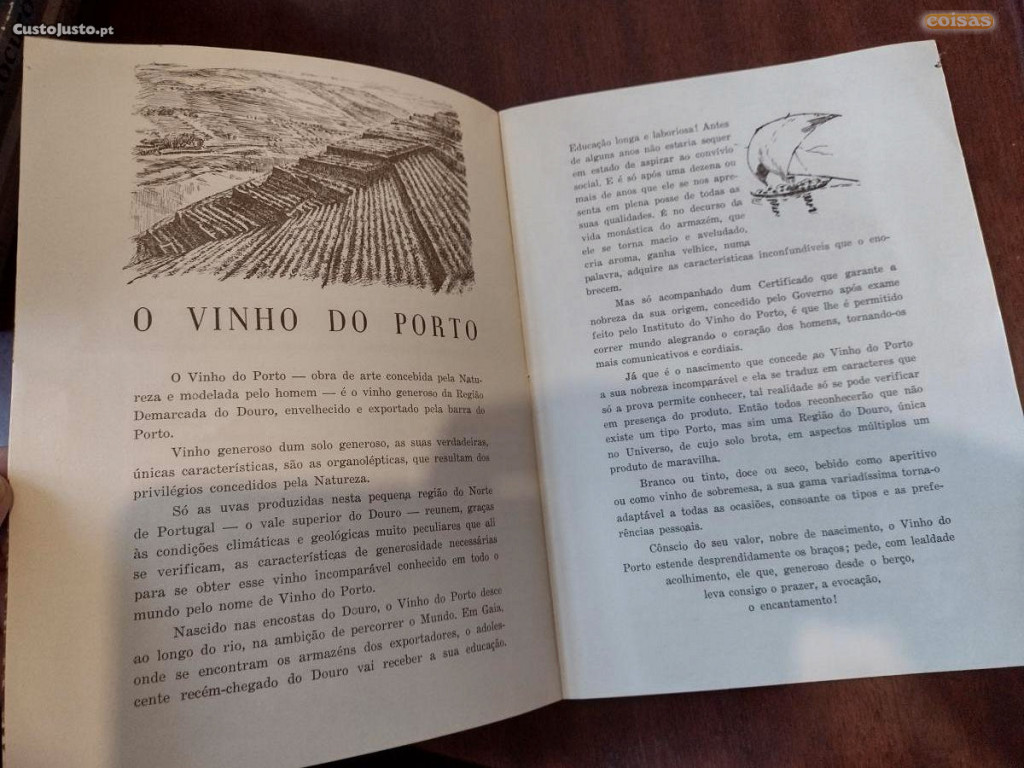 CustoJusto.pt
coisas
O VINHO DO PORTO
O Vinho do Porto — obra de arte concebida pela Natu-
reza e modelada pelo homem — é o vinho generoso da Região
Demarcada do Douro, envelhecido e exportado pela barra do
Porto.
Vinho generoso dum solo generoso, as suas verdadeiras,
únicas características, são as organolépticas, que resultam dos
privilégios concedidos pela Natureza.
Só as uvas produzidas nesta pequena região do Norte
de Portugal — o vale superior do Douro — reunem, graças
às condições climáticas e geológicas muito peculiares que ali
se verificam, as características de generosidade necessárias
para se obter esse vinho incomparável conhecido em todo o
mundo pelo nome de Vinho do Porto.
Nascido nas encostas do Douro, o Vinho do Porto desce
ao longo do rio, na ambição de percorrer o Mundo. Em Gaia,
onde se encontram os armazéns dos exportadores, o adoles-
cente recém-chegado do Douro vai receber a sua educação.
Educação longa e laboriosa! Antes
de alguns anos não estaria sequer
em estado de aspirar ao convívio
social. E é só após uma dezena ou
mais de anos que ele se nos apre-
senta em plena posse de todas as
suas qualidades. É no decurso da
vida monástica do armazém, que
ele se torna macio e aveludado,
cria aroma, ganha velhice, numa
palavra, adquire as características inconfundíveis que o eno-
brecem.
Mas só acompanhado dum Certificado que garante a
nobreza da sua origem, concedido pelo Governo após exame
feito pelo Instituto do Vinho do Porto, é que lhe é permitido
correr mundo alegrando o coração dos homens, tornando-os
mais comunicativos e cordiais.
Já que é o nascimento que concede ao Vinho do Porto
a sua nobreza incomparável e ela se traduz em caracteres que
só a prova permite conhecer, tal realidade só se pode verificar
em presença do produto. Então todos reconhecerão que não
existe um tipo Porto, mas sim uma Região do Douro, única
no Universo, de cujo solo brota, em aspectos múltiplos um
produto de maravilha.
Branco ou tinto, doce ou seco, bebido como aperitivo
ou como vinho de sobremesa, a sua gama variadíssima torna-o
adaptável a todas as ocasiões, consoante os tipos e as prefe-
rências pessoais.
Cônscio do seu valor, nobre de nascimento, o Vinho do
Porto estende desprendidamente os braços; pede, com lealdade
acolhimento, ele que, generoso desde o berço,
leva consigo o prazer, a evocação,
o encantamento!